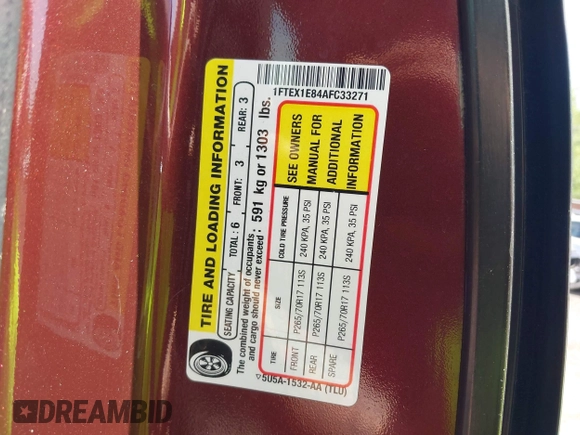 TIRE AND LOADING INFORMATION
SEATING CAPACITY TOTAL: 6 FRONT: 3 REAR: 3
The combined weight of occupants
and cargo should never exceed: 591 kg or 1303 lbs.
TIRE SIZE COLD TIRE PRESSURE
FRONT P265/70R17 113S 240 KPA, 35 PSI
REAR P265/70R17 113S 240 KPA, 35 PSI
SPARE P265/70R17 113S 240 KPA, 35 PSI
SEE OWNERS
MANUAL FOR
ADDITIONAL
INFORMATION
5U5A-1532-AA (TLU)
1FTEX1E84AFC33271
DREAMBID